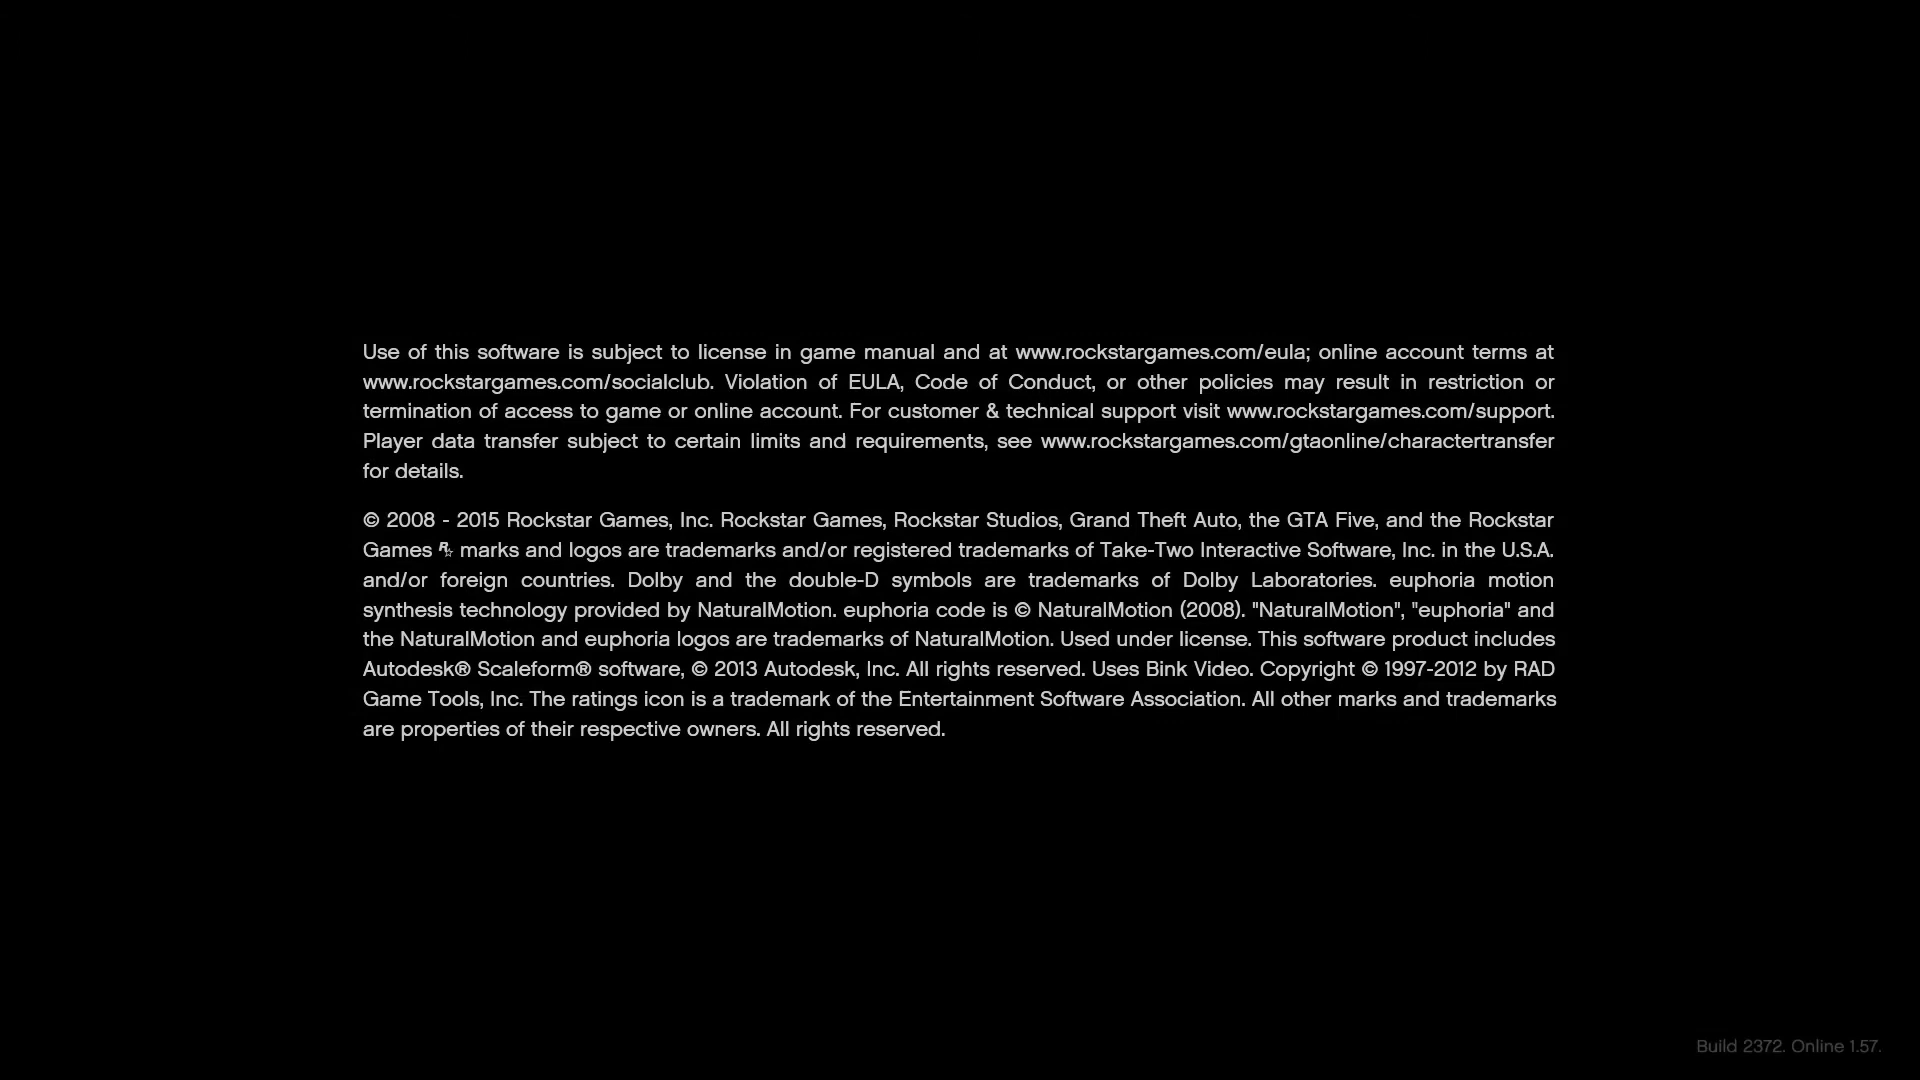 Use of this software is subject to license in game manual and at www.rockstargames.com/eula; online account terms at
www.rockstargames.com/socialclub. Violation of EULA, Code of Conduct, or other policies may result in restriction or
termination of access to game or online account. For customer & technical support visit www.rockstargames.com/support.
Player data transfer subject to certain limits and requirements, see www.rockstargames.com/gtaonline/charactertransfer
for details.
© 2008 - 2015 Rockstar Games, Inc. Rockstar Games, Rockstar Studios, Grand Theft Auto, the GTA Five, and the Rockstar
Games R* marks and logos are trademarks and/or registered trademarks of Take-Two Interactive Software, Inc. in the U.S.A.
and/or foreign countries. Dolby and the double-D symbols are trademarks of Dolby Laboratories. euphoria motion
synthesis technology provided by NaturalMotion. euphoria code is © NaturalMotion (2008). "NaturalMotion", "euphoria" and
the NaturalMotion and euphoria logos are trademarks of NaturalMotion. Used under license. This software product includes
Autodesk® Scaleform® software, © 2013 Autodesk, Inc. All rights reserved. Uses Bink Video. Copyright © 1997-2012 by RAD
Game Tools, Inc. The ratings icon is a trademark of the Entertainment Software Association. All other marks and trademarks
are properties of their respective owners. All rights reserved.
Build 2372. Online 1.57.